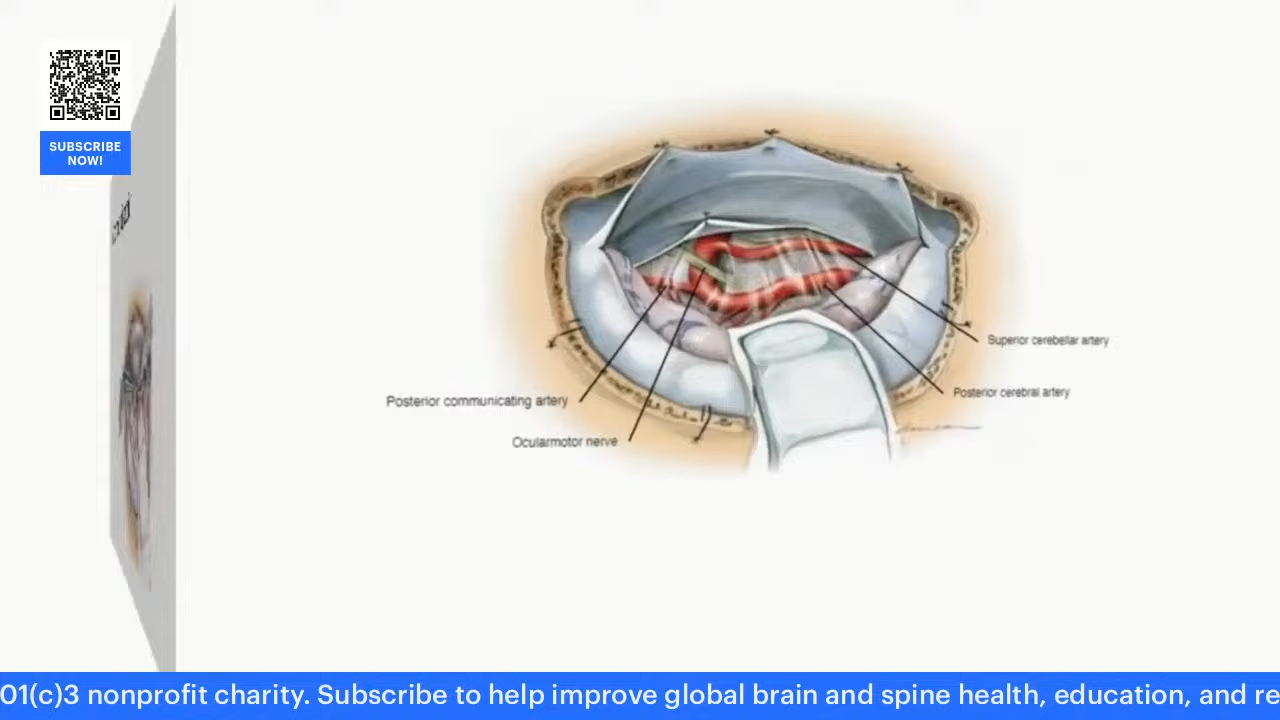 SUBSCRIBE
NOW!
Superior cerebellar artery
Posterior cerebral artery
Posterior communicating artery
Ocularmotor nerve
01(c)3 nonprofit charity. Subscribe to help improve global brain and spine health, education, and re